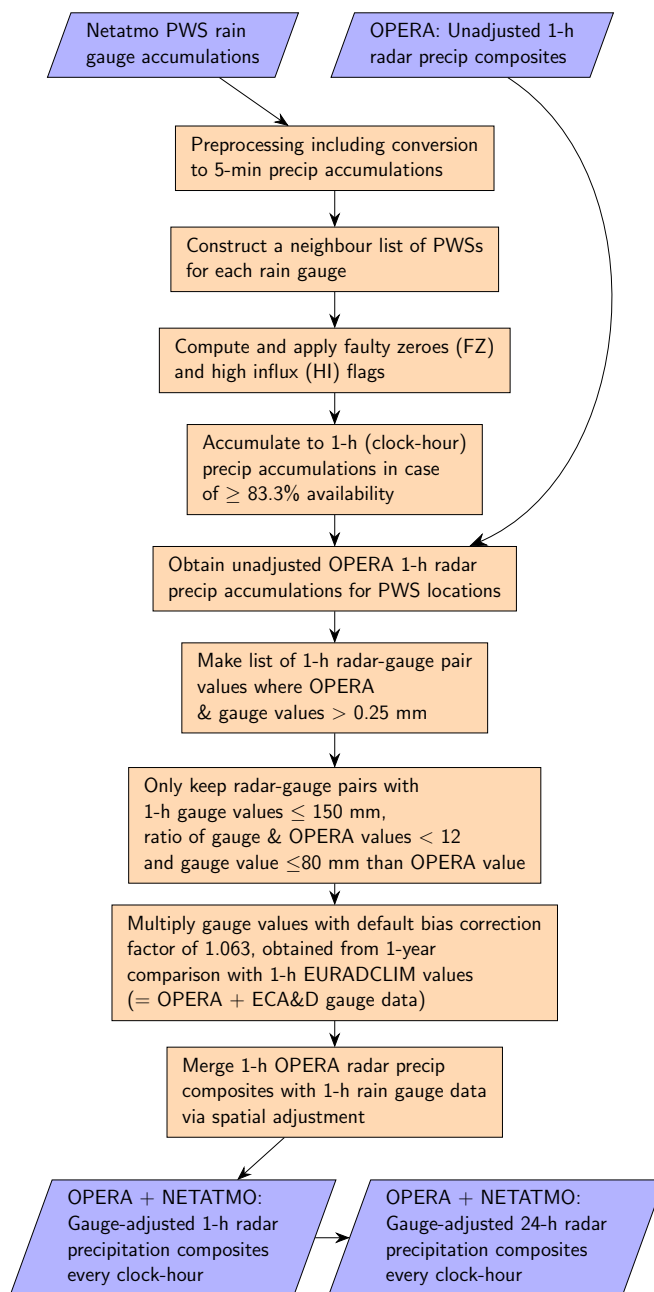 Netatmo PWS rain
gauge accumulations
OPERA: Unadjusted 1-h
radar precip composites
Preprocessing including conversion
to 5-min precip accumulations
Construct a neighbour list of PWSs
for each rain gauge
Compute and apply faulty zeroes (FZ)
and high influx (HI) flags
Accumulate to 1-h (clock-hour)
precip accumulations in case
of ≥ 83.3% availability
Obtain unadjusted OPERA 1-h radar
precip accumulations for PWS locations
Make list of 1-h radar-gauge pair
values where OPERA
& gauge values > 0.25 mm
Only keep radar-gauge pairs with
1-h gauge values ≤ 150 mm,
ratio of gauge & OPERA values < 12
and gauge value ≤80 mm than OPERA value
Multiply gauge values with default bias correction
factor of 1.063, obtained from 1-year
comparison with 1-h EURADCLIM values
(= OPERA + ECA&D gauge data)
Merge 1-h OPERA radar precip
composites with 1-h rain gauge data
via spatial adjustment
OPERA + NETATMO:
Gauge-adjusted 1-h radar
precipitation composites
every clock-hour
OPERA + NETATMO:
Gauge-adjusted 24-h radar
precipitation composites
every clock-hour